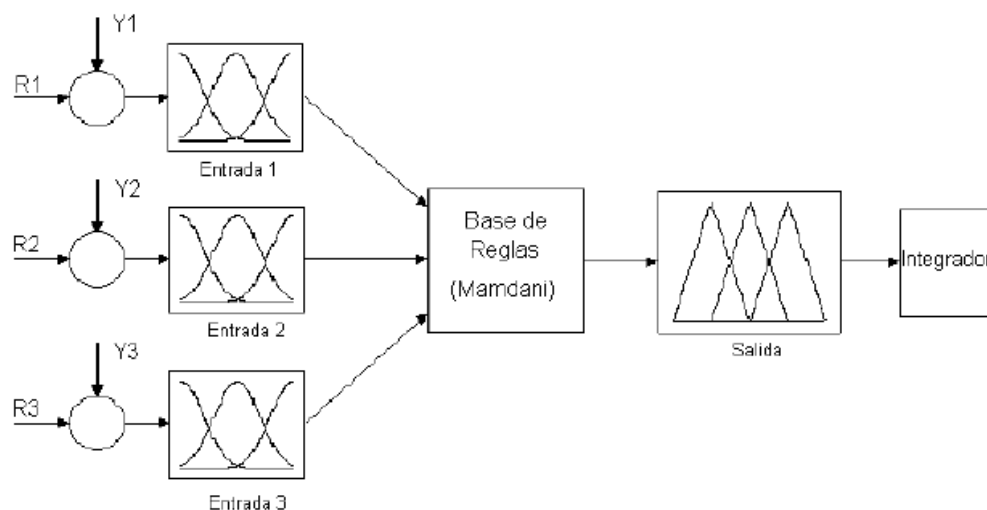 Y1
R1
Entrada 1
Y2
R2
Entrada 2
Y3
R3
Entrada 3
Base de
Reglas
(Mamdani)
Salida
Integrador